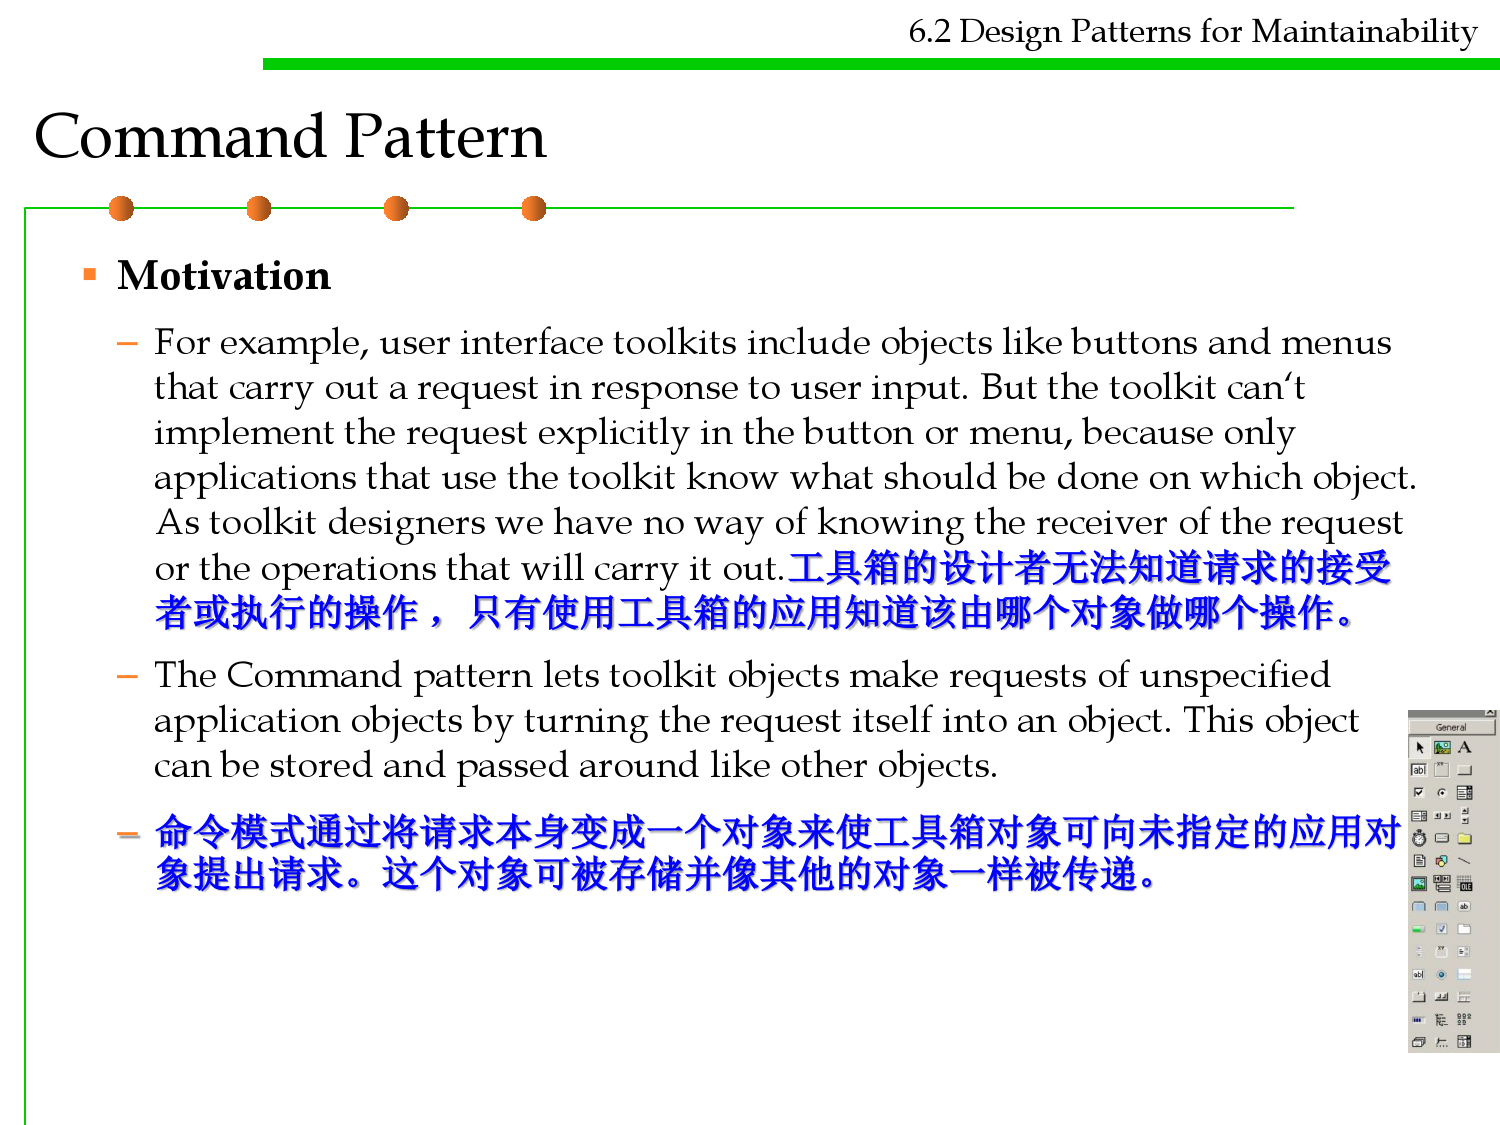 6.2 Design Patterns for Maintainability
Command Pattern
Motivation
– For example, user interface toolkits include objects like buttons and menus
that carry out a request in response to user input. But the toolkit can‘t
implement the request explicitly in the button or menu, because only
applications that use the toolkit know what should be done on which object.
As toolkit designers we have no way of knowing the receiver of the request
or the operations that will carry it out.工具箱的设计者无法知道请求的接受
者或执行的操作 ，只有使用工具箱的应用知道该由哪个对象做哪个操作。
– The Command pattern lets toolkit objects make requests of unspecified
application objects by turning the request itself into an object. This object
can be stored and passed around like other objects.
– 命令模式通过将请求本身变成一个对象来使工具箱对象可向未指定的应用对
象提出请求。这个对象可被存储并像其他的对象一样被传递。
General
A
ab|
OLE
ab
ab|